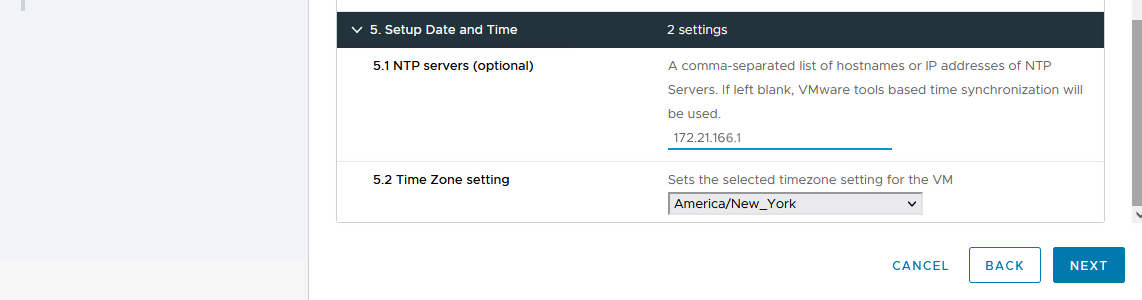 5. Setup Date and Time 2 settings
5.1 NTP servers (optional) A comma-separated list of hostnames or IP addresses of NTP
Servers. If left blank, VMware tools based time synchronization will
be used.
172.21.166.1
5.2 Time Zone setting Sets the selected timezone setting for the VM
America/New_York
CANCEL BACK NEXT